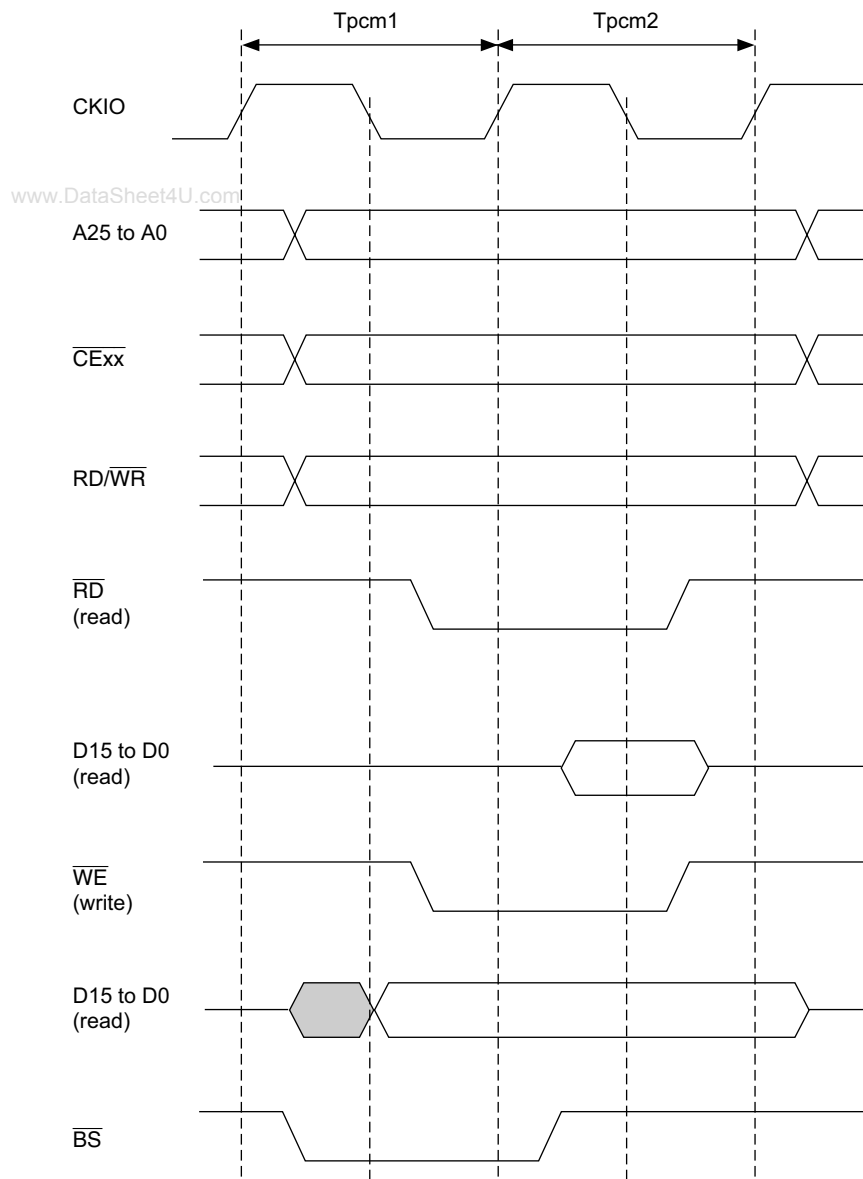 Tpcm1 Tpcm2
CKIO
www.DataSheet4U.com
A25 to A0
CExx
RD/WR
RD
(read)
D15 to D0
(read)
WE
(write)
D15 to D0
(read)
BS